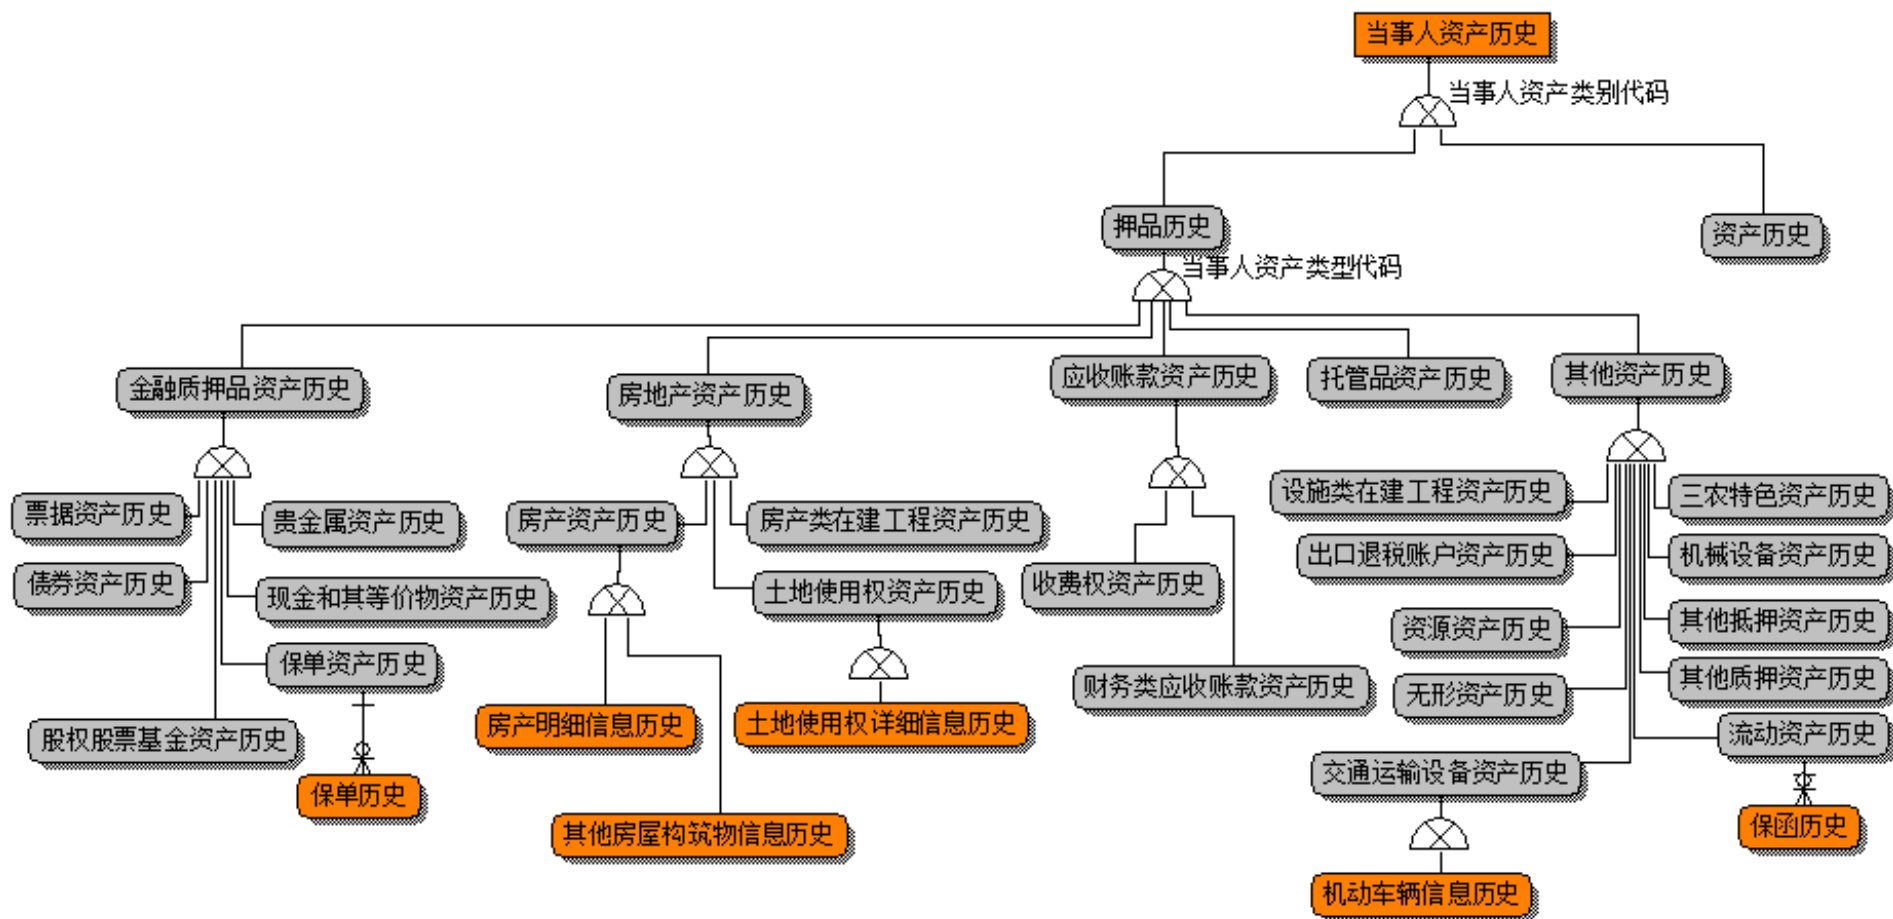 当事人资产历史
当事人资产类别代码
押品历史
资产历史
当事人资产类型代码
金融质押品资产历史
房地产资产历史
应收账款资产历史
托管品资产历史
其他资产历史
票据资产历史
贵金属资产历史
房产资产历史
房产类在建工程资产历史
设施类在建工程资产历史
三农特色资产历史
出口退税账户资产历史
机械设备资产历史
债券资产历史
现金和其等价物资产历史
土地使用权资产历史
收费权资产历史
资源资产历史
其他抵押资产历史
保单资产历史
财务类应收账款资产历史
无形资产历史
其他质押资产历史
股权股票基金资产历史
房产明细信息历史
土地使用权详细信息历史
流动资产历史
交通运输设备资产历史
保单历史
其他房屋构筑物信息历史
保函历史
机动车辆信息历史